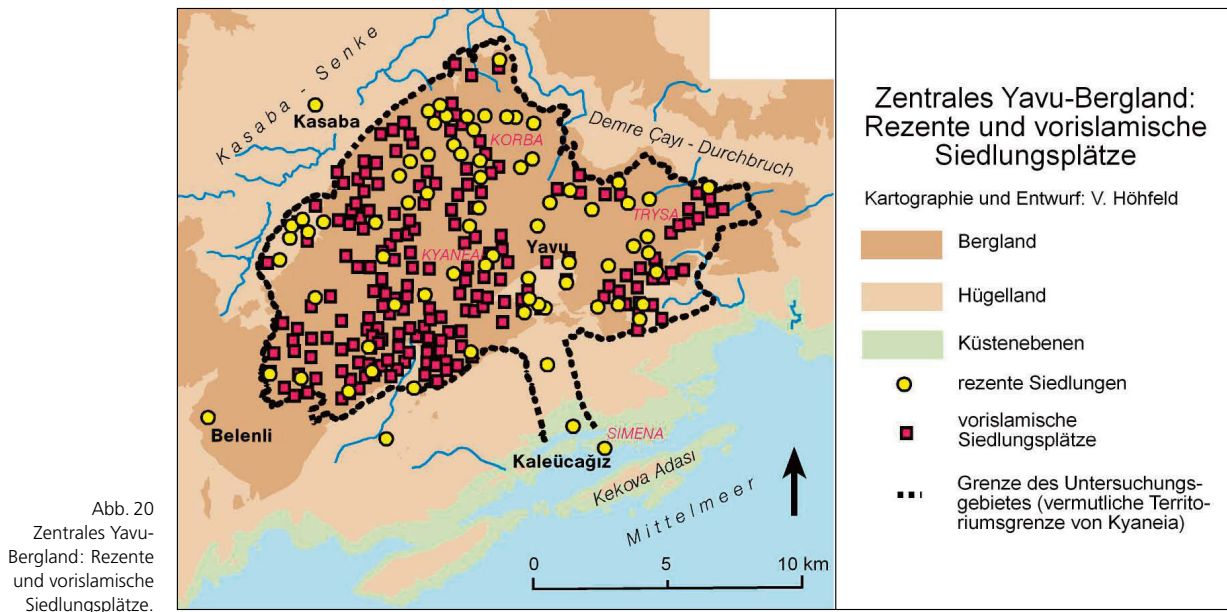 Abb. 20
Zentrales Yavu-
Bergland: Rezente
und vorislamische
Siedlungsplätze.
Kasaba - Senke
Kasaba
KORBA
Demre Çayı - Durchbruch
TRYSA
Yavu
KYANEAI
Belenli
SIMENA
Kaleücağız
Kekova Adası
Mittelmeer
0 5 10 km
Zentrales Yavu-Bergland:
Rezente und vorislamische
Siedlungsplätze
Kartographie und Entwurf: V. Höhfeld
Bergland
Hügelland
Küstenebenen
rezente Siedlungen
vorislamische
Siedlungsplätze
Grenze des Untersuchungs-
gebietes (vermutliche Territo-
riumsgrenze von Kyaneia)